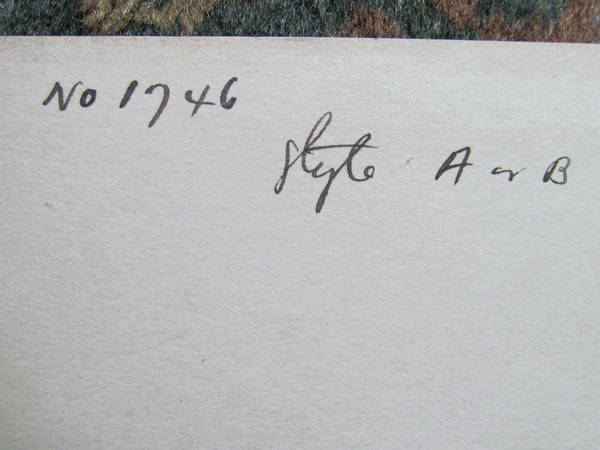 No 1746
Style A or B